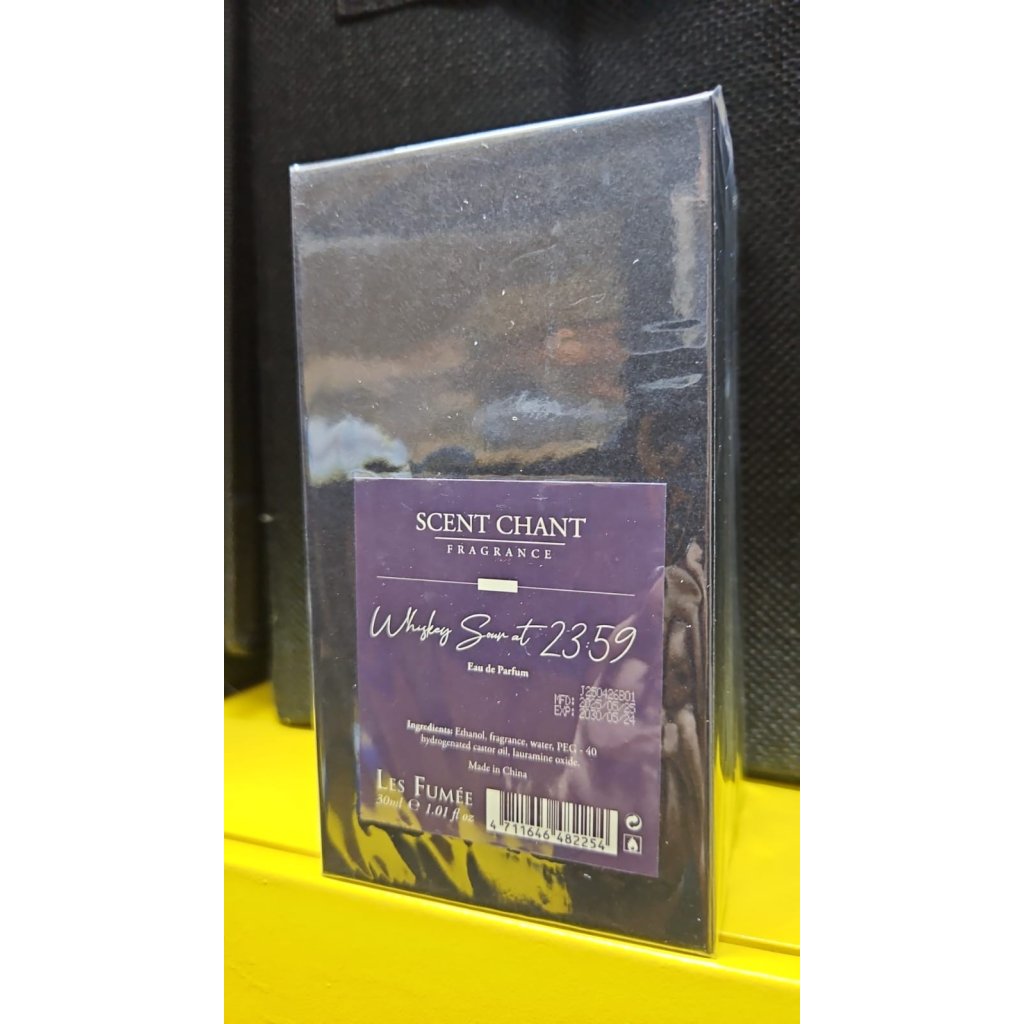 SCENT CHANT
FRAGRANCE
Whiskey Sour at 23:59
Eau de Parfum
J250426B01
MFD: 2025/05/25
EXP: 2030/05/24
Ingredients: Ethanol, fragrance, water, PEG - 40
hydrogenated castor oil, lauramine oxide.
Made in China
LES FUMÉE
30ml ℮ 1.01 fl oz
4 711646 482254